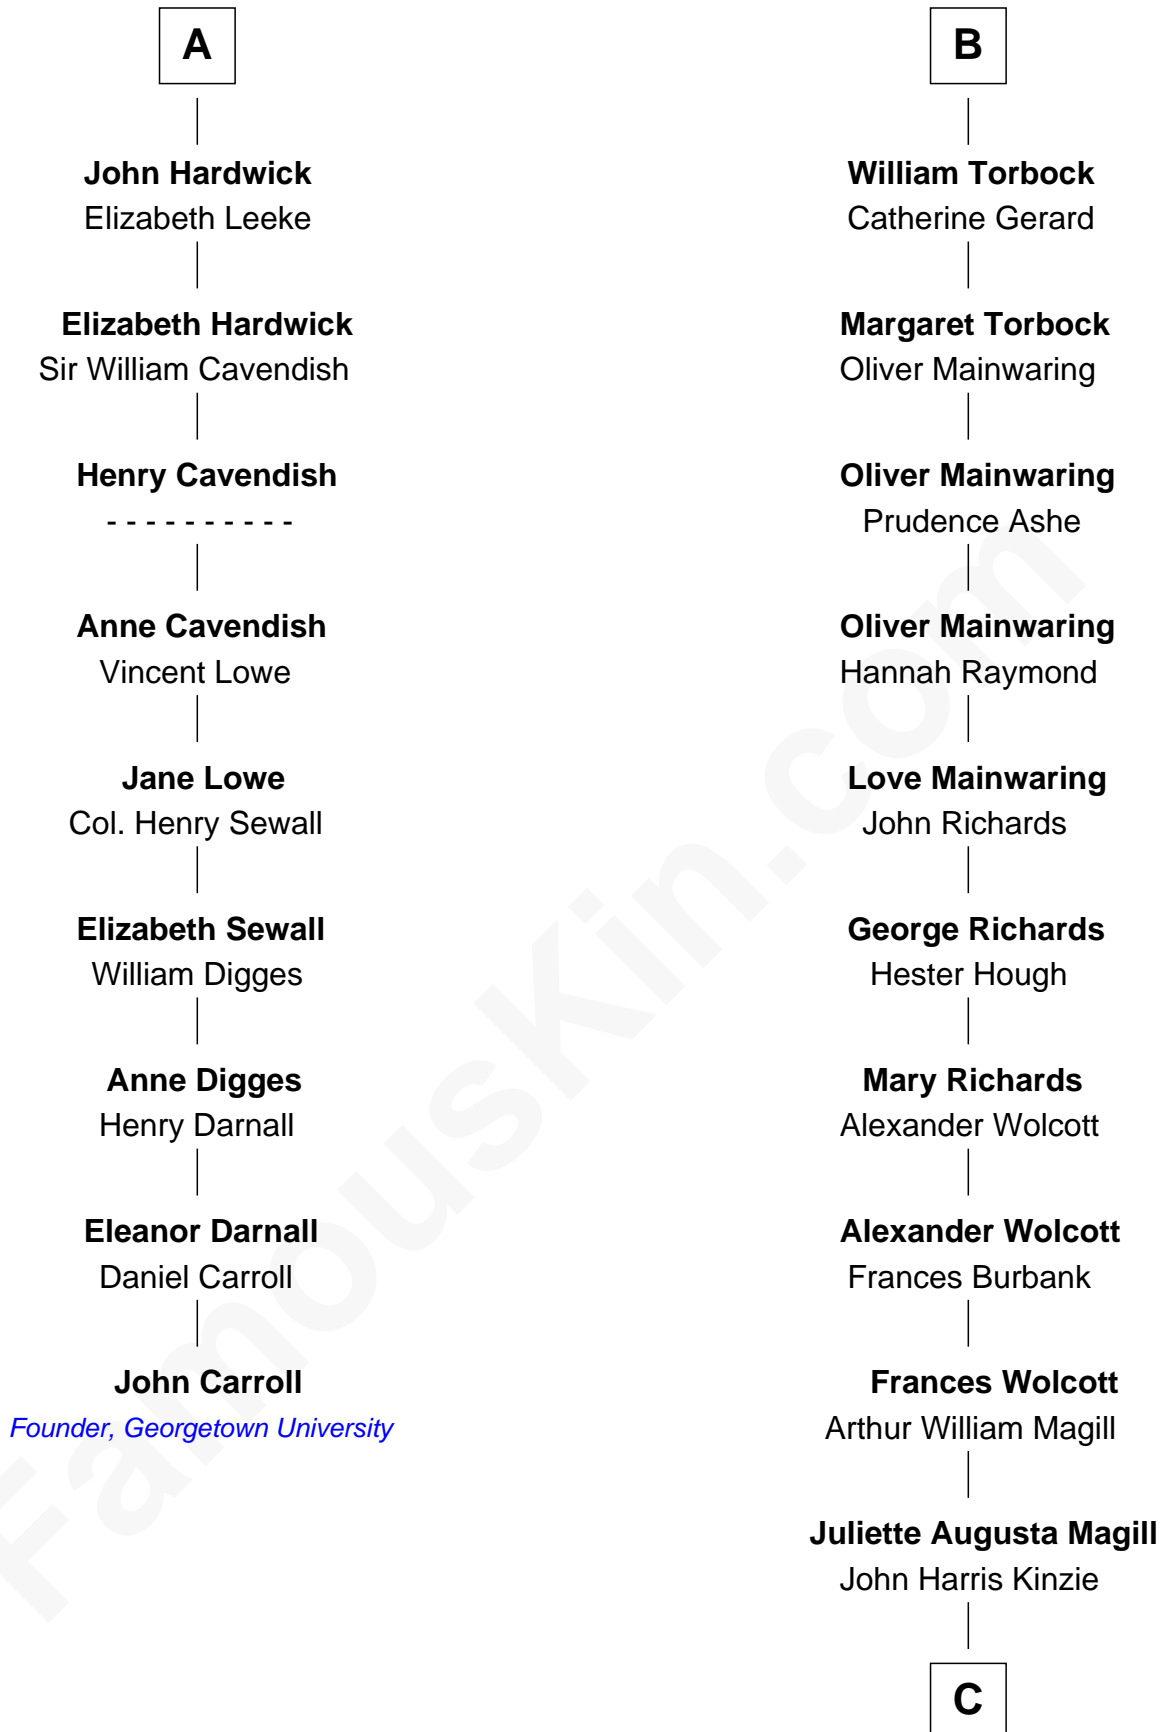 A
John Hardwick
Elizabeth Leeke
Elizabeth Hardwick
Sir William Cavendish
Henry Cavendish
- - - - - - - - - -
Anne Cavendish
Vincent Lowe
Jane Lowe
Col. Henry Sewall
Elizabeth Sewall
William Digges
Anne Digges
Henry Darnall
Eleanor Darnall
Daniel Carroll
John Carroll
Founder, Georgetown University
B
William Torbock
Catherine Gerard
Margaret Torbock
Oliver Mainwaring
Oliver Mainwaring
Prudence Ashe
Oliver Mainwaring
Hannah Raymond
Love Mainwaring
John Richards
George Richards
Hester Hough
Mary Richards
Alexander Wolcott
Alexander Wolcott
Frances Burbank
Frances Wolcott
Arthur William Magill
Juliette Augusta Magill
John Harris Kinzie
C
FamousKin.com